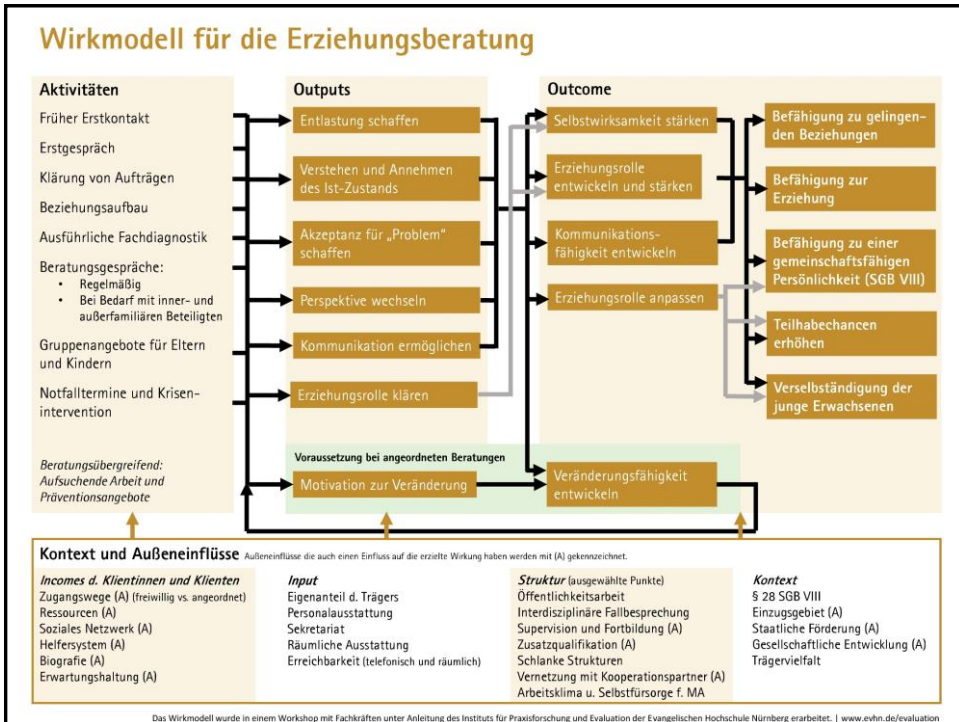 Wirkmodell für die Erziehungsberatung
Aktivitäten
Früher Erstkontakt
Erstgespräch
Klärung von Aufträgen
Beziehungsaufbau
Ausführliche Fachdiagnostik
Beratungsgespräche:
• Regelmäßig
• Bei Bedarf mit inner- und
außerfamiliären Beteiligten
Gruppenangebote für Eltern
und Kindern
Notfalltermine und Krisen-
intervention
Beratungsübergreifend:
Aufsuchende Arbeit und
Präventionsangebote
Outputs
Entlastung schaffen
Verstehen und Annehmen
des Ist-Zustands
Akzeptanz für „Problem"
schaffen
Perspektive wechseln
Kommunikation ermöglichen
Erziehungsrolle klären
Voraussetzung bei angeordneten Beratungen
Motivation zur Veränderung
Outcome
Selbstwirksamkeit stärken
Erziehungsrolle
entwickeln und stärken
Kommunikations-
fähigkeit entwickeln
Erziehungsrolle anpassen
Veränderungsfähigkeit
entwickeln
Befähigung zu gelingen-
den Beziehungen
Befähigung zur
Erziehung
Befähigung zu einer
gemeinschaftsfähigen
Persönlichkeit (SGB VIII)
Teilhabechancen
erhöhen
Verselbständigung der
junge Erwachsenen
Kontext und Außeneinflüsse Außeneinflüsse die auch einen Einfluss auf die erzielte Wirkung haben werden mit (A) gekennzeichnet.
Incomes d. Klientinnen und Klienten
Zugangswege (A) (freiwillig vs. angeordnet)
Ressourcen (A)
Soziales Netzwerk (A)
Helfersystem (A)
Biografie (A)
Erwartungshaltung (A)
Input
Eigenanteil d. Trägers
Personalausstattung
Sekretariat
Räumliche Ausstattung
Erreichbarkeit (telefonisch und räumlich)
Struktur (ausgewählte Punkte)
Öffentlichkeitsarbeit
Interdisziplinäre Fallbesprechung
Supervision und Fortbildung (A)
Zusatzqualifikation (A)
Schlanke Strukturen
Vernetzung mit Kooperationspartner (A)
Arbeitsklima u. Selbstfürsorge f. MA
Kontext
§ 28 SGB VIII
Einzugsgebiet (A)
Staatliche Förderung (A)
Gesellschaftliche Entwicklung (A)
Trägervielfalt
Das Wirkmodell wurde in einem Workshop mit Fachkräften unter Anleitung des Instituts für Praxisforschung und Evaluation der Evangelischen Hochschule Nürnberg erarbeitet. | www.evhn.de/evaluation